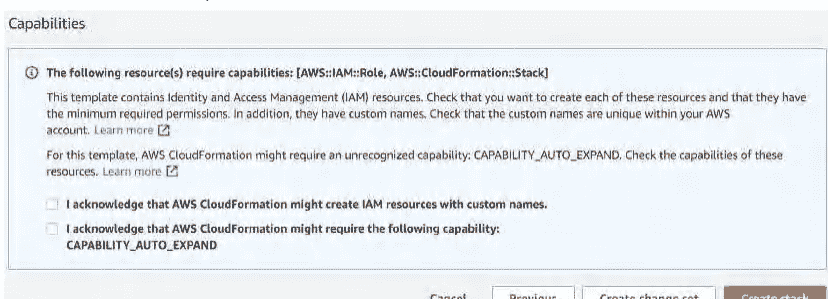 Capabilities
The following resource(s) require capabilities: [AWS::IAM::Role, AWS::CloudFormation::Stack]
This template contains Identity and Access Management (IAM) resources. Check that you want to create each of these resources and that they have
the minimum required permissions. In addition, they have custom names. Check that the custom names are unique within your AWS
account. Learn more
For this template, AWS CloudFormation might require an unrecognized capability: CAPABILITY_AUTO_EXPAND. Check the capabilities of these
resources. Learn more
I acknowledge that AWS CloudFormation might create IAM resources with custom names.
I acknowledge that AWS CloudFormation might require the following capability:
CAPABILITY_AUTO_EXPAND
Cancel Previous Create change set Create stack